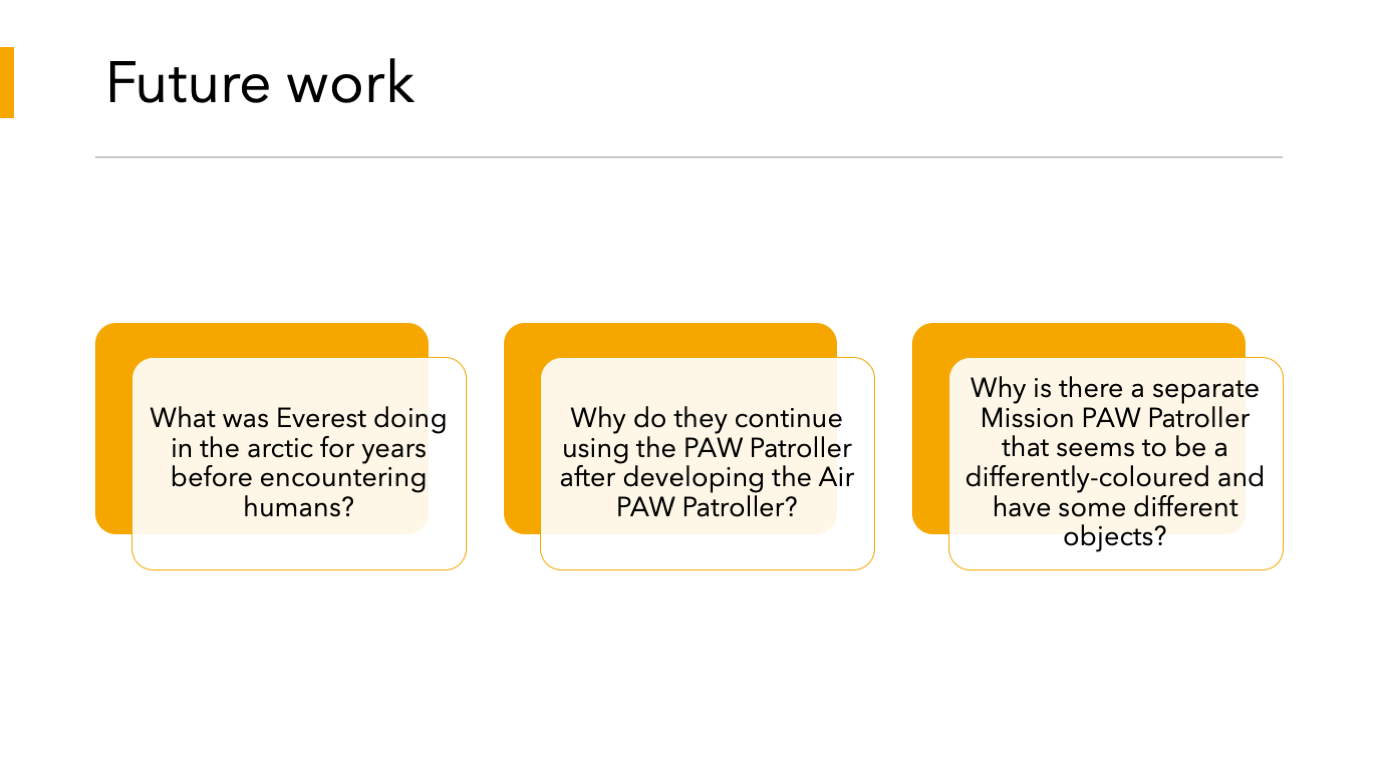 Future work
What was Everest doing
in the arctic for years
before encountering
humans?
Why do they continue
using the PAW Patroller
after developing the Air
PAW Patroller?
Why is there a separate
Mission PAW Patroller
that seems to be a
differently-coloured and
have some different
objects?